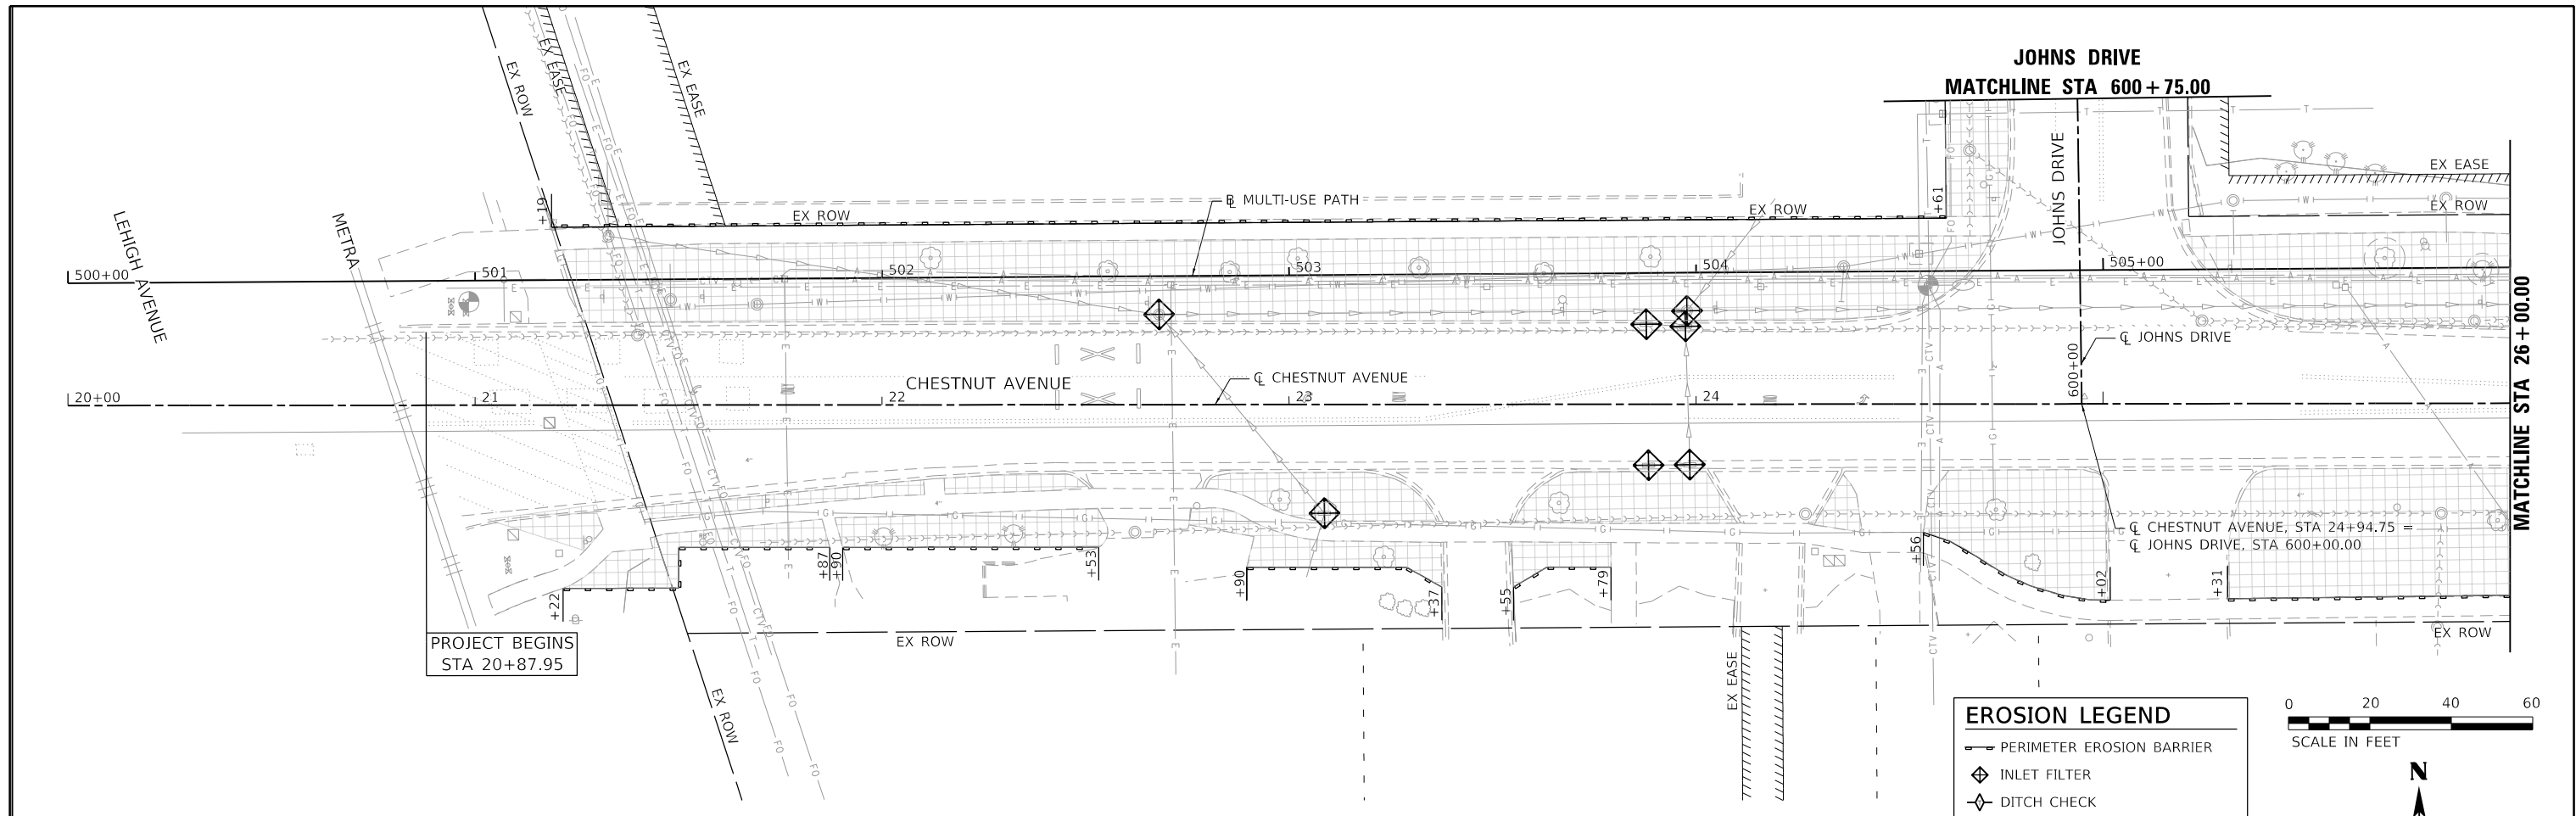 JOHNS DRIVE
MATCHLINE STA 600+75.00
EX ROW
EX EASE
EX EASE
JOHNS DRIVE
EX EASE
+19
EX ROW
℄ MULTI-USE PATH
EX ROW
+61
EX ROW
LEHIGH AVENUE
METRA
500+00
501
502
503
504
505+00
MATCHLINE STA 26+00.00
℄ JOHNS DRIVE
600+00
CHESTNUT AVENUE
℄ CHESTNUT AVENUE
20+00
21
22
23
24
℄ CHESTNUT AVENUE, STA 24+94.75 =
℄ JOHNS DRIVE, STA 600+00.00
+22
+87
+90
+53
+90
+37
+55
+79
+56
+02
+31
PROJECT BEGINS
STA 20+87.95
EX ROW
EX ROW
EX ROW
EX EASE
EROSION LEGEND
PERIMETER EROSION BARRIER
INLET FILTER
DITCH CHECK
0 20 40 60
SCALE IN FEET
N